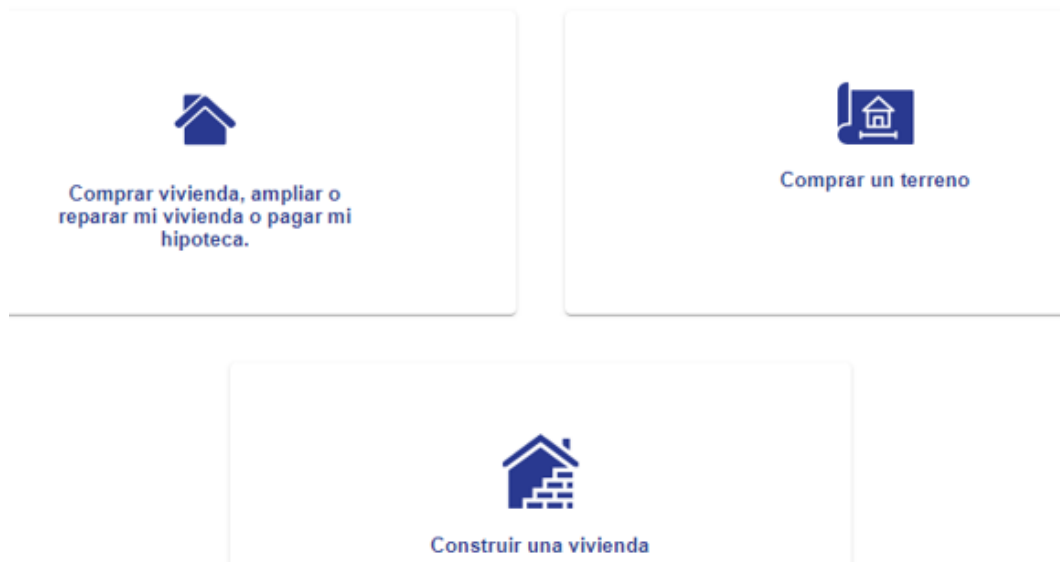 Comprar vivienda, ampliar o
reparar mi vivienda o pagar mi
hipoteca.
Comprar un terreno
Construir una vivienda